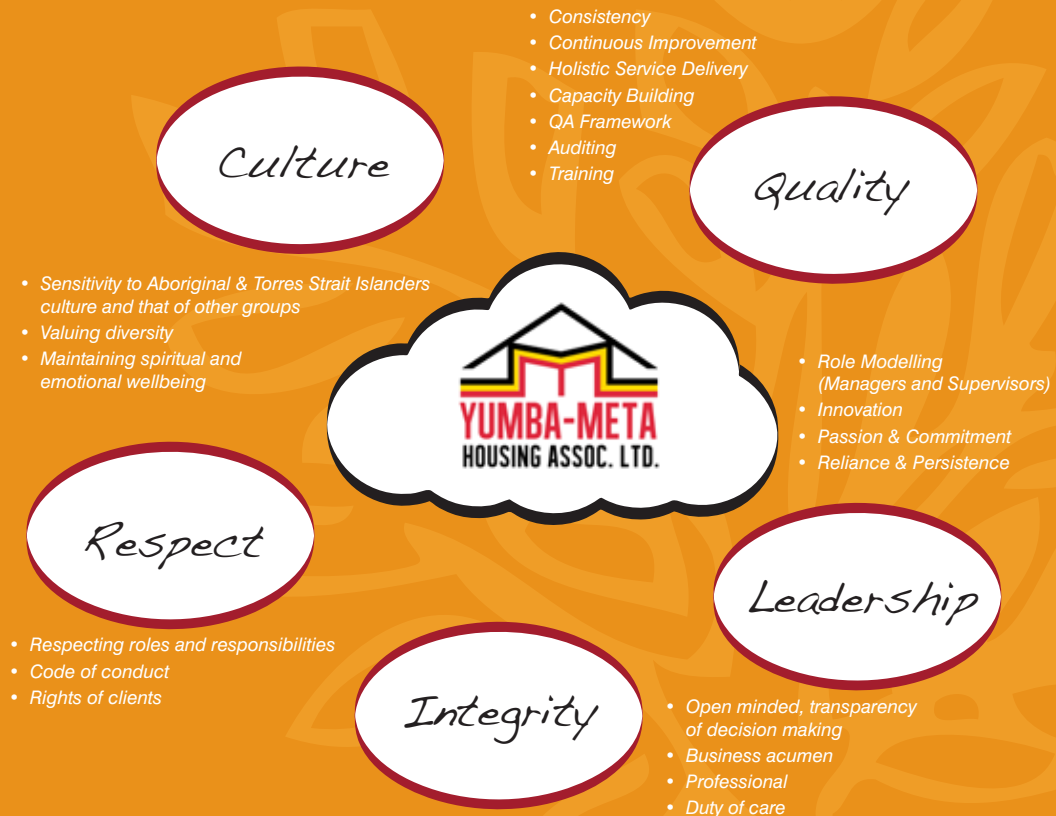 Culture
• Sensitivity to Aboriginal & Torres Strait Islanders
culture and that of other groups
• Valuing diversity
• Maintaining spiritual and
emotional wellbeing
• Consistency
• Continuous Improvement
• Holistic Service Delivery
• Capacity Building
• QA Framework
• Auditing
• Training
Quality
YUMBA-META
HOUSING ASSOC. LTD.
• Role Modelling
(Managers and Supervisors)
• Innovation
• Passion & Commitment
• Reliance & Persistence
Leadership
Respect
• Respecting roles and responsibilities
• Code of conduct
• Rights of clients
Integrity
• Open minded, transparency
of decision making
• Business acumen
• Professional
• Duty of care